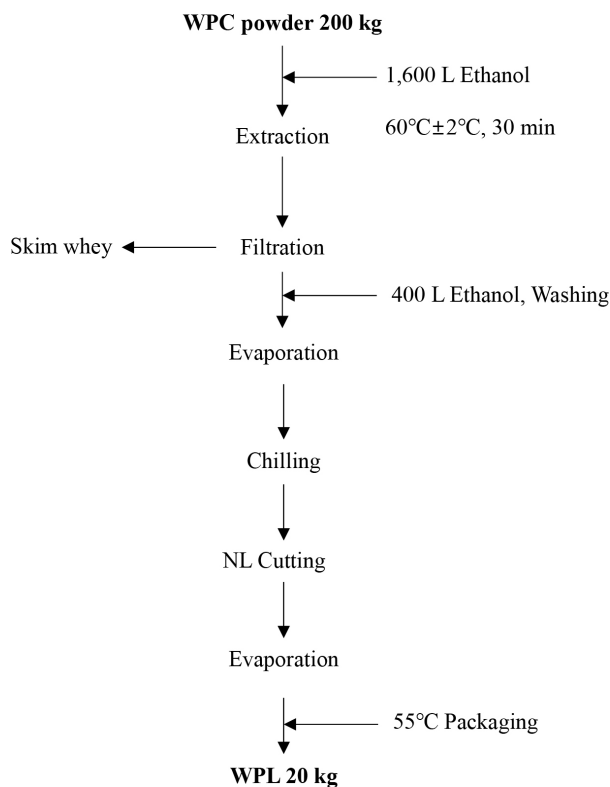 WPC powder 200 kg
1,600 L Ethanol
Extraction
60℃±2℃, 30 min
Skim whey
Filtration
400 L Ethanol, Washing
Evaporation
Chilling
NL Cutting
Evaporation
55℃ Packaging
WPL 20 kg